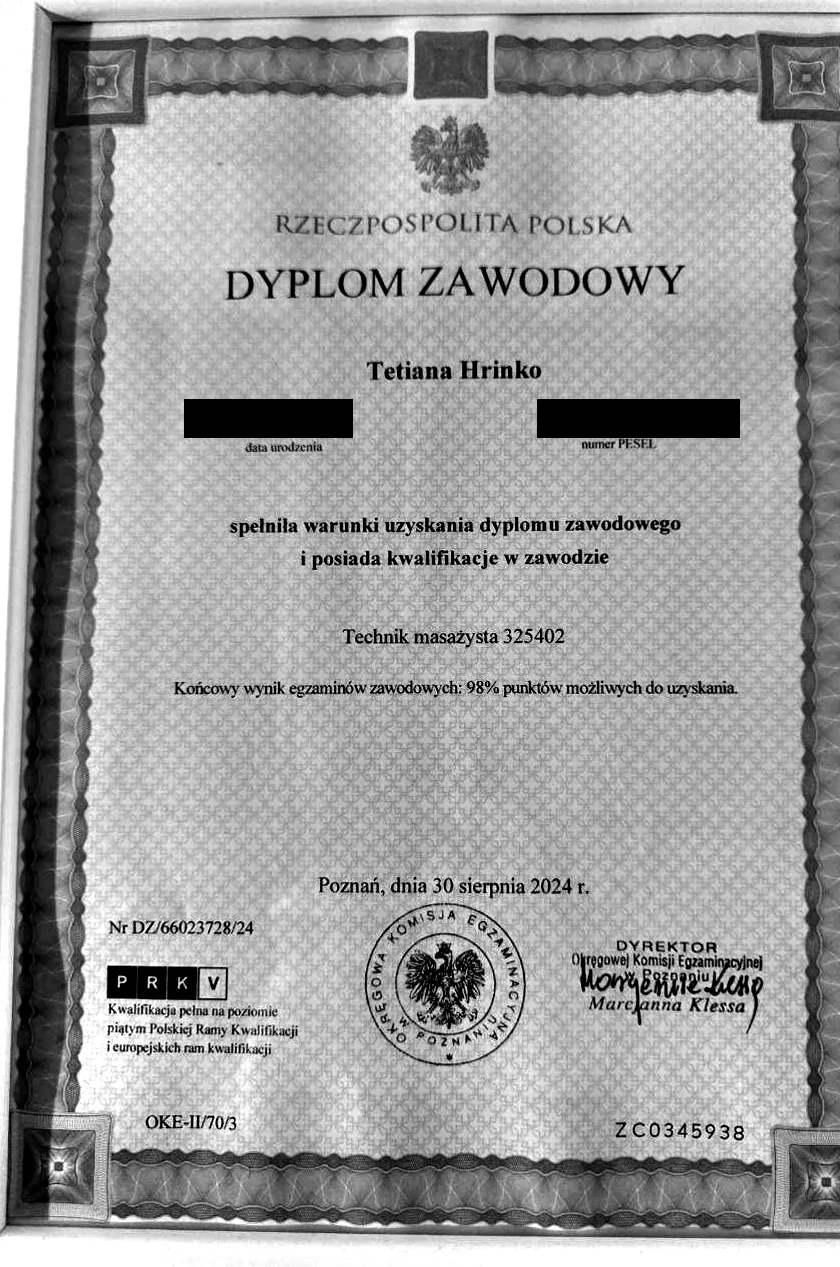 RZECZPOSPOLITA POLSKA
DYPLOM ZAWODOWY
Tetiana Hrinko
data urodzenia
numer PESEL
spełniła warunki uzyskania dyplomu zawodowego
i posiada kwalifikacje w zawodzie
Technik masażysta 325402
Końcowy wynik egzaminów zawodowych: 98% punktów możliwych do uzyskania.
Poznań, dnia 30 sierpnia 2024 r.
Nr DZ/66023728/24
P R K V
Kwalifikacja pełna na poziomie
piątym Polskiej Ramy Kwalifikacji
i europejskich ram kwalifikacji
OKRĘGOWA KOMISJA EGZAMINACYJNA
W POZNANIU
DYREKTOR
Okręgowej Komisji Egzaminacyjnej
w Poznaniu
Marcjanna Klessa
OKE-II/70/3
ZC0345938